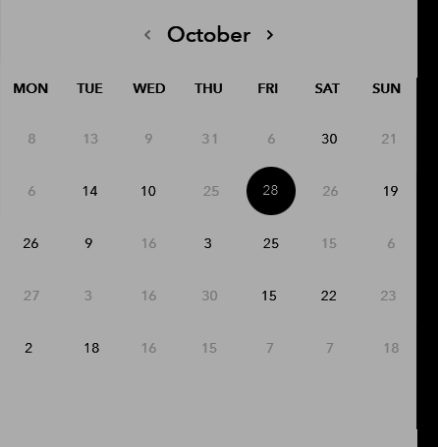 ‹ October ›
MON TUE WED THU FRI SAT SUN
8 13 9 31 6 30 21
6 14 10 25 28 26 19
26 9 16 3 25 15 6
27 3 16 30 15 22 23
2 18 16 15 7 7 18